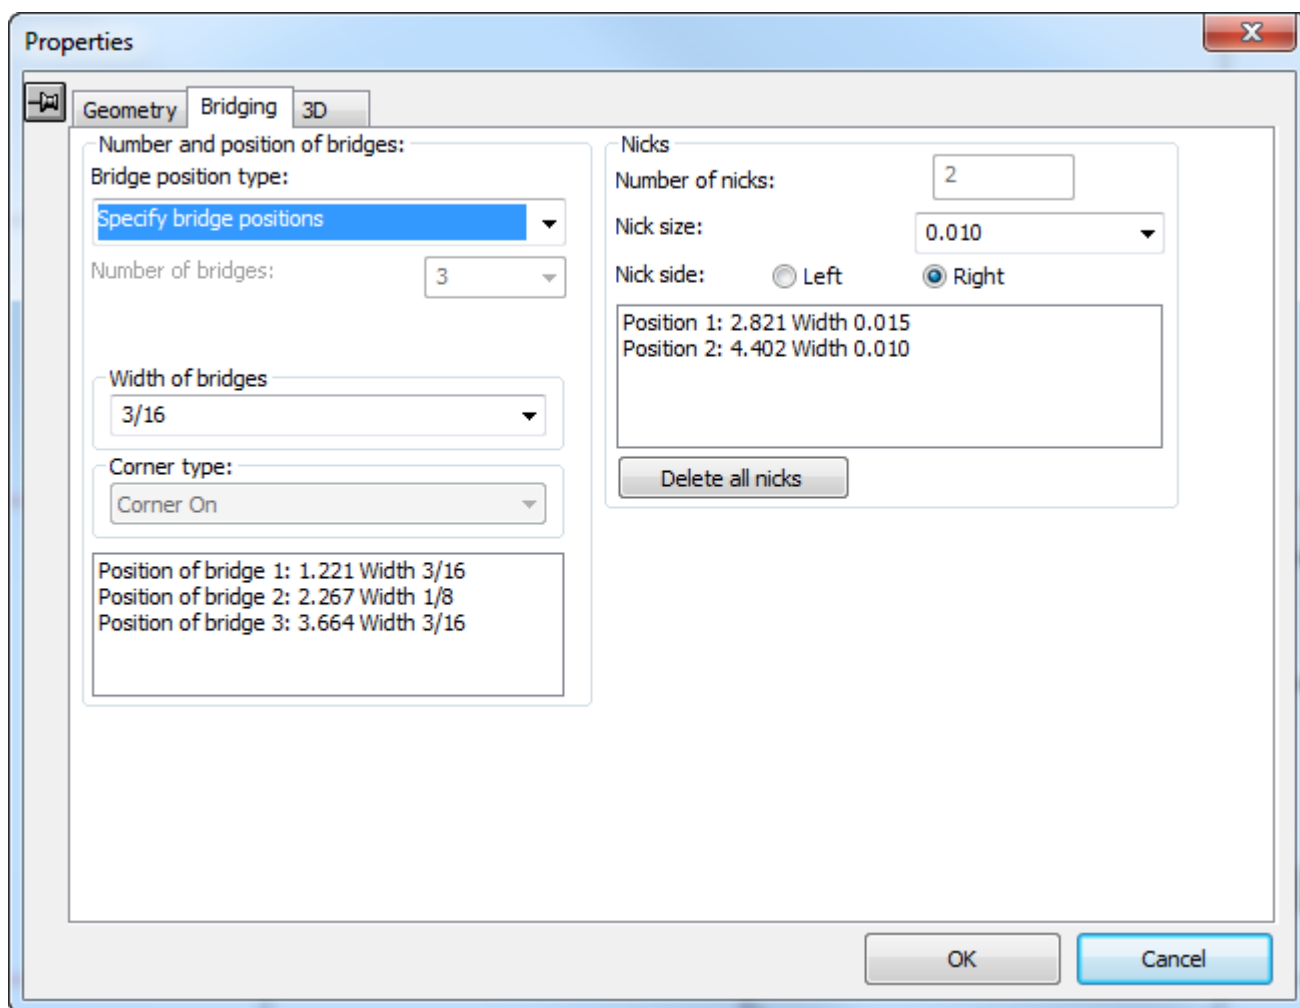 Properties
Geometry
Bridging
3D
Number and position of bridges:
Bridge position type:
Specify bridge positions
Number of bridges:
3
Width of bridges
3/16
Corner type:
Corner On
Position of bridge 1: 1.221 Width 3/16
Position of bridge 2: 2.267 Width 1/8
Position of bridge 3: 3.664 Width 3/16
Nicks
Number of nicks:
2
Nick size:
0.010
Nick side:
Left
Right
Position 1: 2.821 Width 0.015
Position 2: 4.402 Width 0.010
Delete all nicks
OK
Cancel